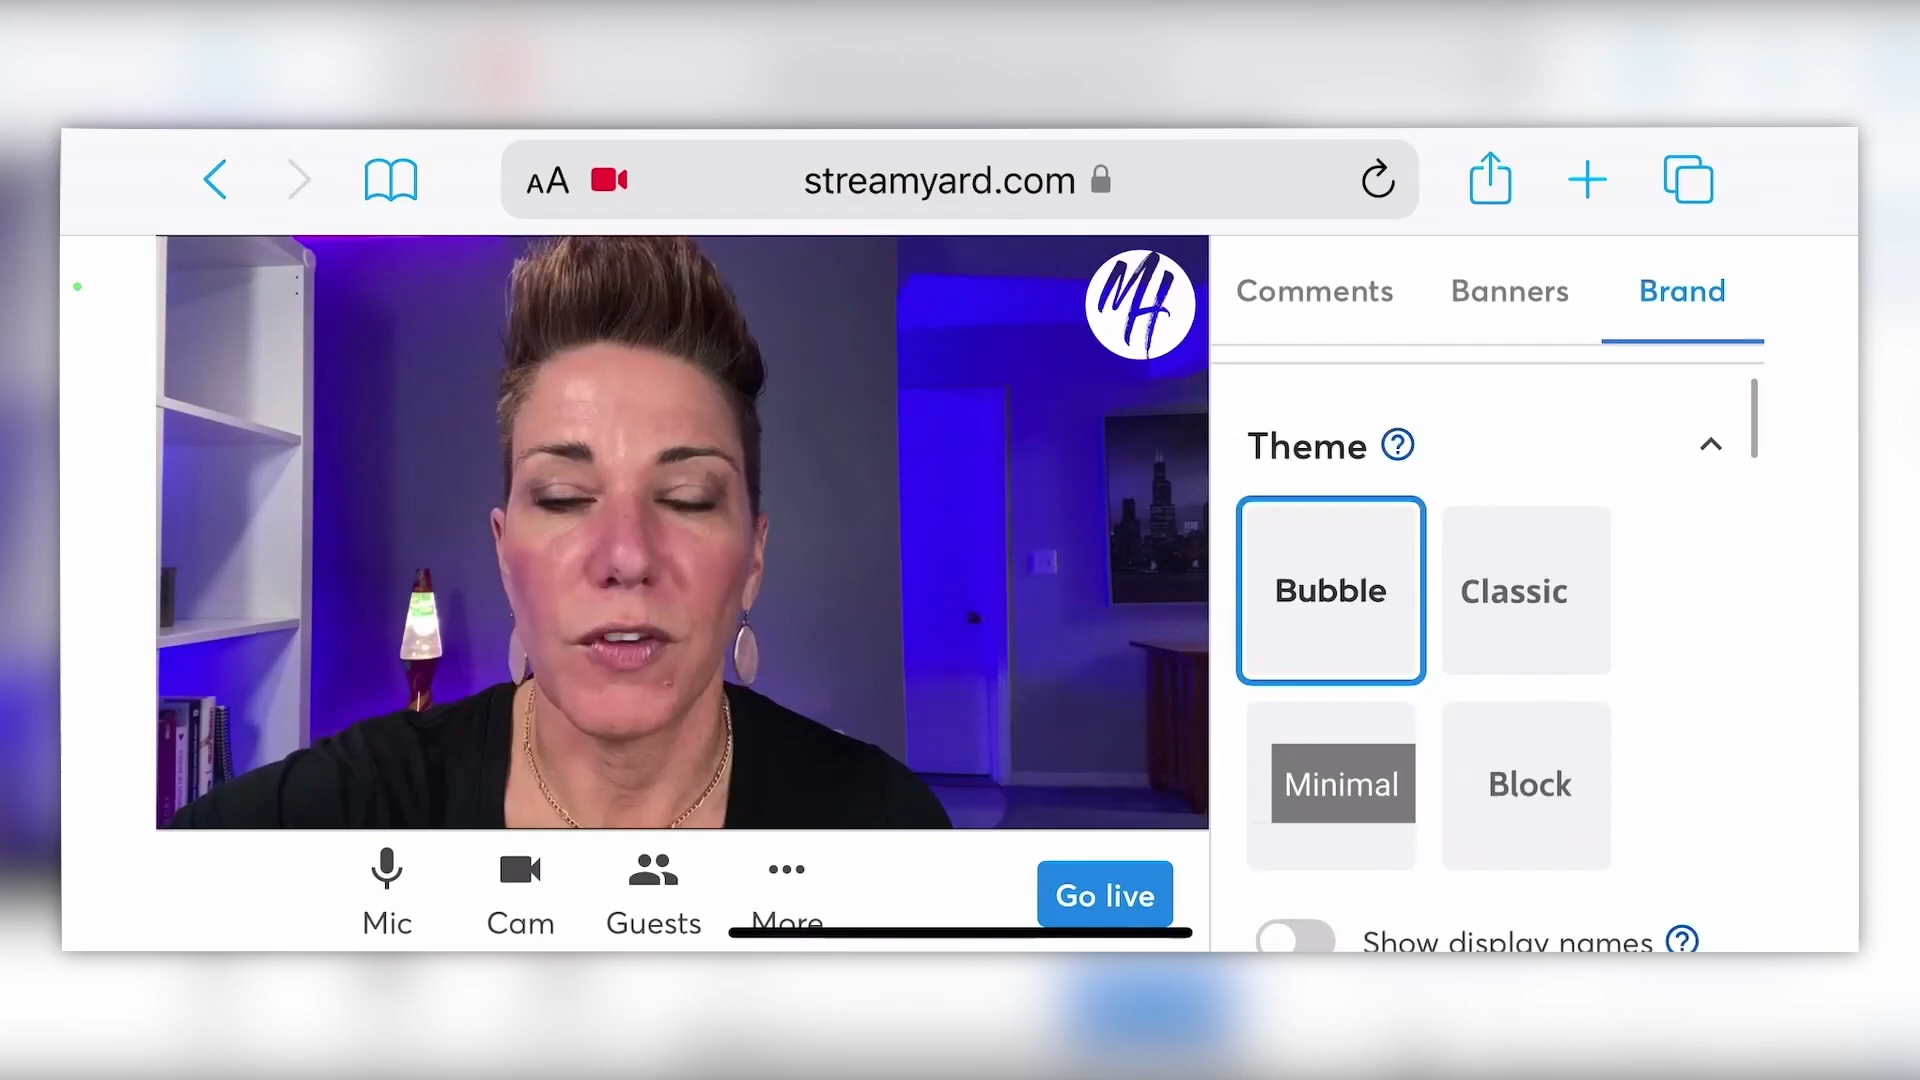 AA streamyard.com
MH
Comments Banners Brand
Theme ?
Bubble Classic
Minimal Block
Mic Cam Guests More Go live
Show display names ?